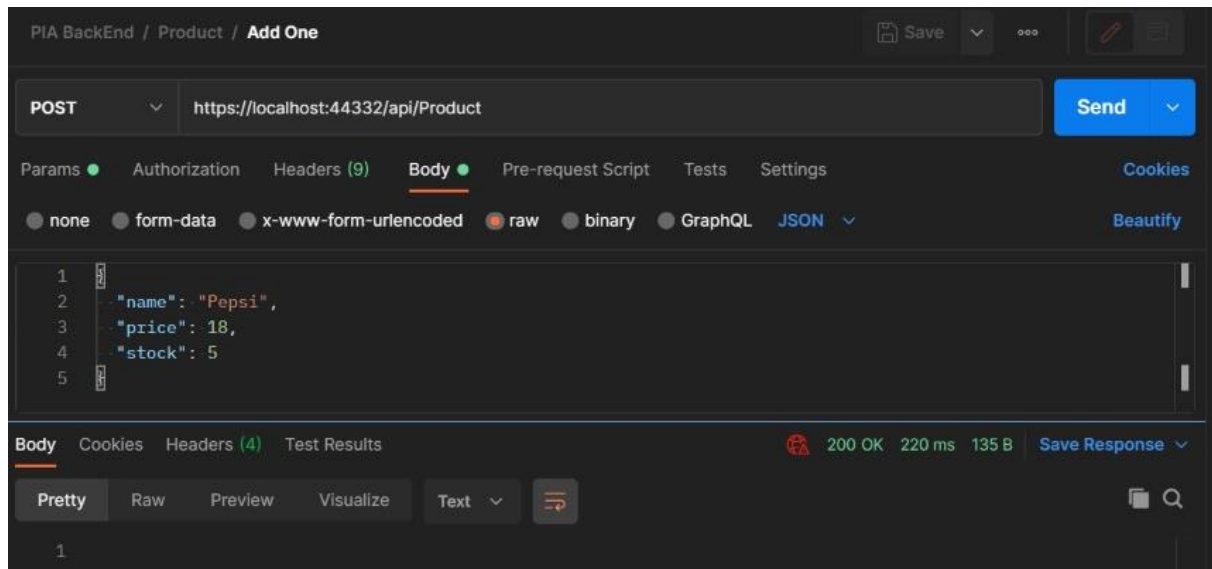 PIA BackEnd / Product / Add One Save ooo
POST https://localhost:44332/api/Product Send
Params Authorization Headers (9) Body Pre-request Script Tests Settings Cookies
none form-data x-www-form-urlencoded raw binary GraphQL JSON Beautify
1 {
2 "name": "Pepsi",
3 "price": 18,
4 "stock": 5
5 }
Body Cookies Headers (4) Test Results 200 OK 220 ms 135 B Save Response
Pretty Raw Preview Visualize Text
1